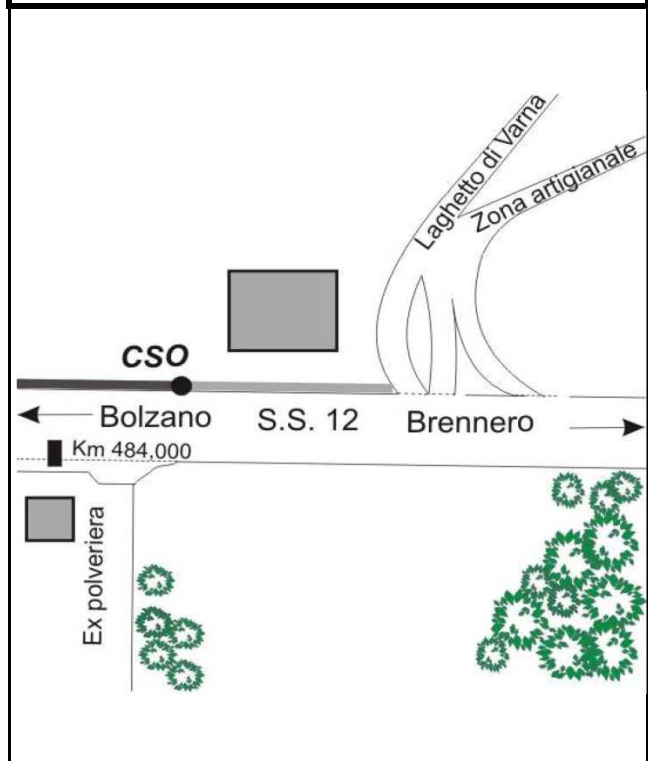 Laghetto di Varna
Zona artigianale
CSO
Bolzano S.S. 12 Brennero
Km 484,000
Ex polveriera